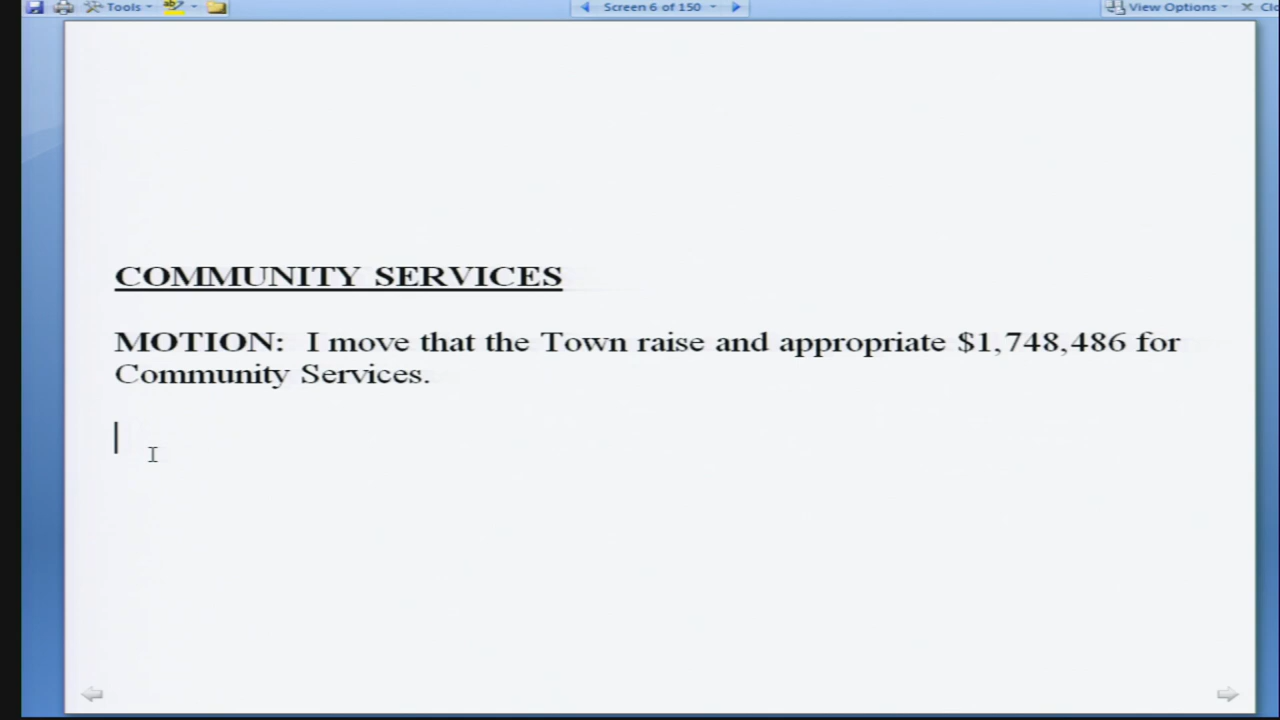 Tools Screen 6 of 150 View Options Clo
COMMUNITY SERVICES
MOTION: I move that the Town raise and appropriate $1,748,486 for
Community Services.